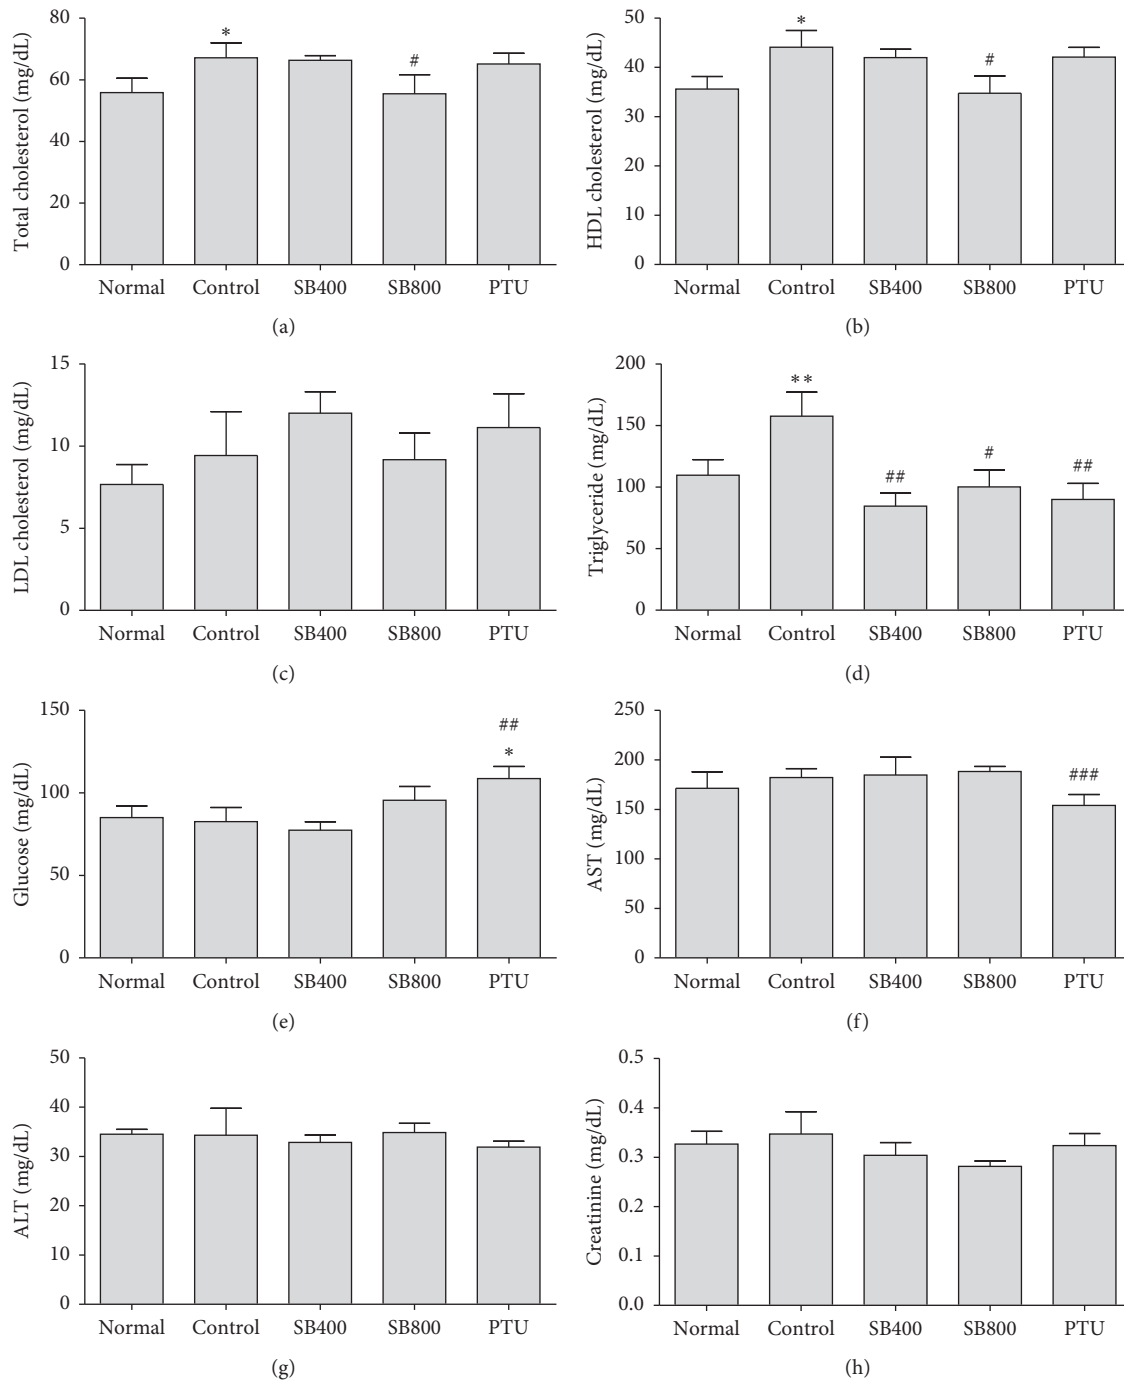 Total cholesterol (mg/dL)
80
60
40
20
0
*
#
Normal Control SB400 SB800 PTU
(a)
HDL cholesterol (mg/dL)
50
40
30
20
10
0
*
#
Normal Control SB400 SB800 PTU
(b)
LDL cholesterol (mg/dL)
15
10
5
0
Normal Control SB400 SB800 PTU
(c)
Triglyceride (mg/dL)
200
150
100
50
0
**
##
#
##
Normal Control SB400 SB800 PTU
(d)
Glucose (mg/dL)
150
100
50
0
##
*
Normal Control SB400 SB800 PTU
(e)
AST (mg/dL)
250
200
150
100
50
0
###
Normal Control SB400 SB800 PTU
(f)
ALT (mg/dL)
50
40
30
20
10
0
Normal Control SB400 SB800 PTU
(g)
Creatinine (mg/dL)
0.5
0.4
0.3
0.2
0.1
0.0
Normal Control SB400 SB800 PTU
(h)